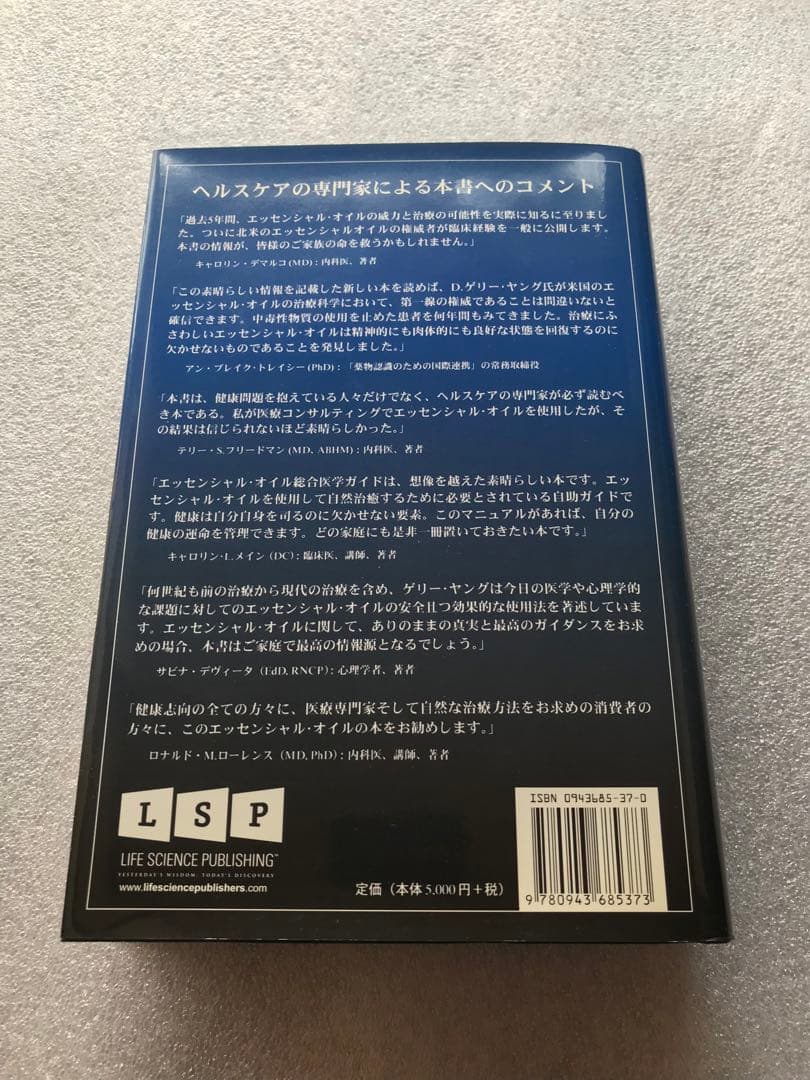 ヘルスケアの専門家による本書へのコメント
「過去5年間、エッセンシャル・オイルの威力と治療の可能性を実際に知るに至りまし
た。ついに北米のエッセンシャルオイルの権威者が臨床経験を一般に公開します。
本書の情報が、皆様のご家族の命を救うかもしれません。」
キャロリン・デマルコ(MD)：内科医、著者
「この素晴らしい情報を記載した新しい本を読めば、D.ゲリー・ヤング氏が米国のエ
ッセンシャル・オイルの治療科学において、第一線の権威であることは間違いないと
確信できます。中毒性物質の使用を止めた患者を何年間もみてきました。治療にふ
さわしいエッセンシャル・オイルは精神的にも肉体的にも良好な状態を回復するのに
欠かせないものであることを発見しました。」
アン・ブレイク・トレイシー(PhD)：「薬物認識のための国際連携」の常務取締役
「本書は、健康問題を抱えている人々だけでなく、ヘルスケアの専門家が必ず読むべ
き本である。私が医療コンサルティングでエッセンシャル・オイルを使用したが、そ
の結果は信じられないほど素晴らしかった。」
テリー・S.フリードマン(MD、ABHM)：内科医、著者
「エッセンシャル・オイル総合医学ガイドは、想像を越えた素晴らしい本です。エッ
センシャル・オイルを使用して自然治癒するために必要とされている自助ガイドで
す。健康は自分自身を司るのに欠かせない要素。このマニュアルがあれば、自分の
健康の運命を管理できます。どの家庭にも是非一冊置いておきたい本です。」
キャロリン・L.メイン（DC）：臨床医、講師、著者
「何世紀も前の治療から現代の治療を含め、ゲリー・ヤングは今日の医学や心理学的
な課題に対してのエッセンシャル・オイルの安全且つ効果的な使用法を著述していま
す。エッセンシャル・オイルに関して、ありのままの真実と最高のガイダンスをお求
めの場合、本書はご家庭で最高の情報源となるでしょう。」
サビナ・デヴィータ（EdD, RNCP）：心理学者、著者
「健康志向の全ての方々に、医療専門家そして自然な治療方法をお求めの消費者の
方々に、このエッセンシャル・オイルの本をお勧めします。」
ロナルド・M.ローレンス（MD, PhD）：内科医、講師、著者
L S P
LIFE SCIENCE PUBLISHING™
YESTERDAY'S WISDOM, TODAY'S DISCOVERY
www.lifesciencepublishers.com
定価（本体5,000円＋税）
ISBN 0943685-37-0
9 780943 685373